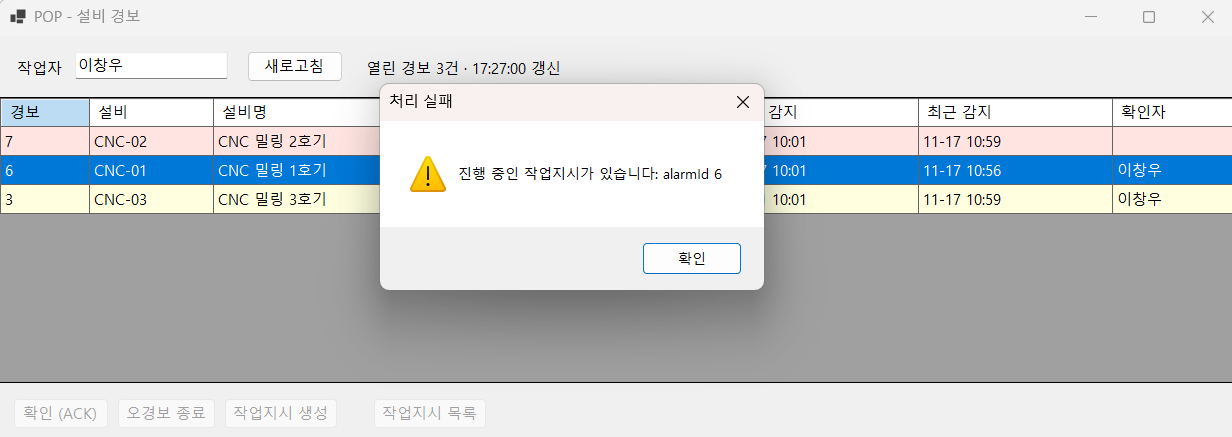 POP - 설비 경보
작업자 이창우 새로고침 열린 경보 3건 · 17:27:00 갱신
처리 실패
경보 설비 설비명 감지 최근 감지 확인자
7 CNC-02 CNC 밀링 2호기 10:01 11-17 10:59
6 CNC-01 CNC 밀링 1호기 10:01 11-17 10:56 이창우
진행 중인 작업지시가 있습니다: alarmId 6
3 CNC-03 CNC 밀링 3호기 10:01 11-17 10:59 이창우
확인
확인 (ACK) 오경보 종료 작업지시 생성 작업지시 목록